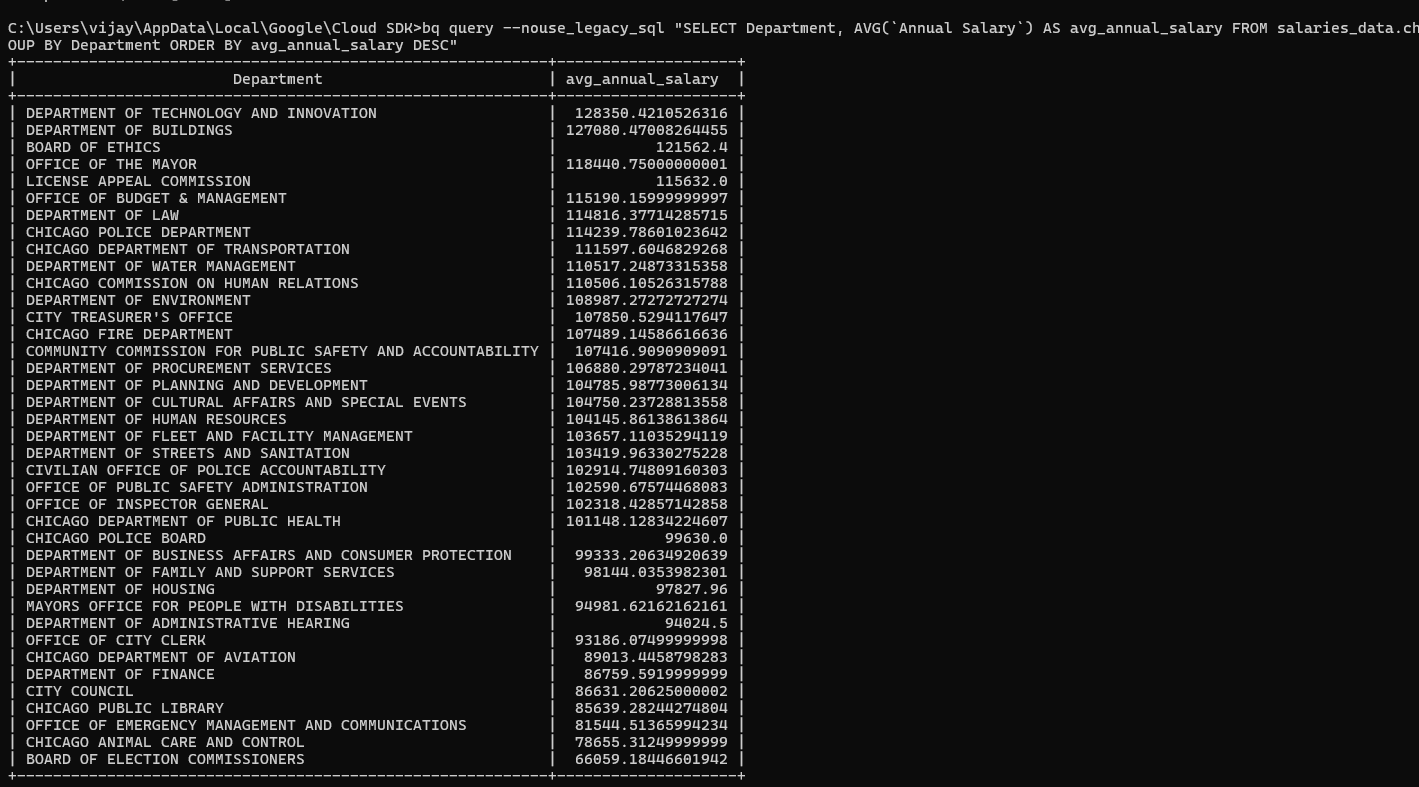 C:\Users\vijay\AppData\Local\Google\Cloud SDK>bq query --nouse_legacy_sql "SELECT Department, AVG(`Annual Salary`) AS avg_annual_salary FROM salaries_data.ch
OUP BY Department ORDER BY avg_annual_salary DESC"
+-----------------------------------------------------------+--------------------+
|                        Department                         | avg_annual_salary  |
+-----------------------------------------------------------+--------------------+
| DEPARTMENT OF TECHNOLOGY AND INNOVATION                   |  128350.4210526316 |
| DEPARTMENT OF BUILDINGS                                   | 127080.47008264455 |
| BOARD OF ETHICS                                           |           121562.4 |
| OFFICE OF THE MAYOR                                       | 118440.75000000001 |
| LICENSE APPEAL COMMISSION                                 |           115632.0 |
| OFFICE OF BUDGET & MANAGEMENT                             | 115190.15999999997 |
| DEPARTMENT OF LAW                                         | 114816.37714285715 |
| CHICAGO POLICE DEPARTMENT                                 | 114239.78601023642 |
| CHICAGO DEPARTMENT OF TRANSPORTATION                      |  111597.6046829268 |
| DEPARTMENT OF WATER MANAGEMENT                            | 110517.24873315358 |
| CHICAGO COMMISSION ON HUMAN RELATIONS                     | 110506.10526315788 |
| DEPARTMENT OF ENVIRONMENT                                 | 108987.27272727274 |
| CITY TREASURER'S OFFICE                                   |  107850.5294117647 |
| CHICAGO FIRE DEPARTMENT                                   | 107489.14586616636 |
| COMMUNITY COMMISSION FOR PUBLIC SAFETY AND ACCOUNTABILITY |  107416.9090909091 |
| DEPARTMENT OF PROCUREMENT SERVICES                        | 106880.29787234041 |
| DEPARTMENT OF PLANNING AND DEVELOPMENT                    | 104785.98773006134 |
| DEPARTMENT OF CULTURAL AFFAIRS AND SPECIAL EVENTS         | 104750.23728813558 |
| DEPARTMENT OF HUMAN RESOURCES                             | 104145.86138613864 |
| DEPARTMENT OF FLEET AND FACILITY MANAGEMENT               | 103657.11035294119 |
| DEPARTMENT OF STREETS AND SANITATION                      | 103419.96330275228 |
| CIVILIAN OFFICE OF POLICE ACCOUNTABILITY                  | 102914.74809160303 |
| OFFICE OF PUBLIC SAFETY ADMINISTRATION                    | 102590.67574468083 |
| OFFICE OF INSPECTOR GENERAL                               | 102318.42857142858 |
| CHICAGO DEPARTMENT OF PUBLIC HEALTH                       | 101148.12834224607 |
| CHICAGO POLICE BOARD                                      |            99630.0 |
| DEPARTMENT OF BUSINESS AFFAIRS AND CONSUMER PROTECTION    |  99333.20634920639 |
| DEPARTMENT OF FAMILY AND SUPPORT SERVICES                 |   98144.0353982301 |
| DEPARTMENT OF HOUSING                                     |           97827.96 |
| MAYORS OFFICE FOR PEOPLE WITH DISABILITIES                |  94981.62162162161 |
| DEPARTMENT OF ADMINISTRATIVE HEARING                      |            94024.5 |
| OFFICE OF CITY CLERK                                      |  93186.07499999998 |
| CHICAGO DEPARTMENT OF AVIATION                            |   89013.4458798283 |
| DEPARTMENT OF FINANCE                                     |   86759.5919999999 |
| CITY COUNCIL                                              |  86631.20625000002 |
| CHICAGO PUBLIC LIBRARY                                    |  85639.28244274804 |
| OFFICE OF EMERGENCY MANAGEMENT AND COMMUNICATIONS         |  81544.51365994234 |
| CHICAGO ANIMAL CARE AND CONTROL                           |  78655.31249999999 |
| BOARD OF ELECTION COMMISSIONERS                           |  66059.18446601942 |
+-----------------------------------------------------------+--------------------+